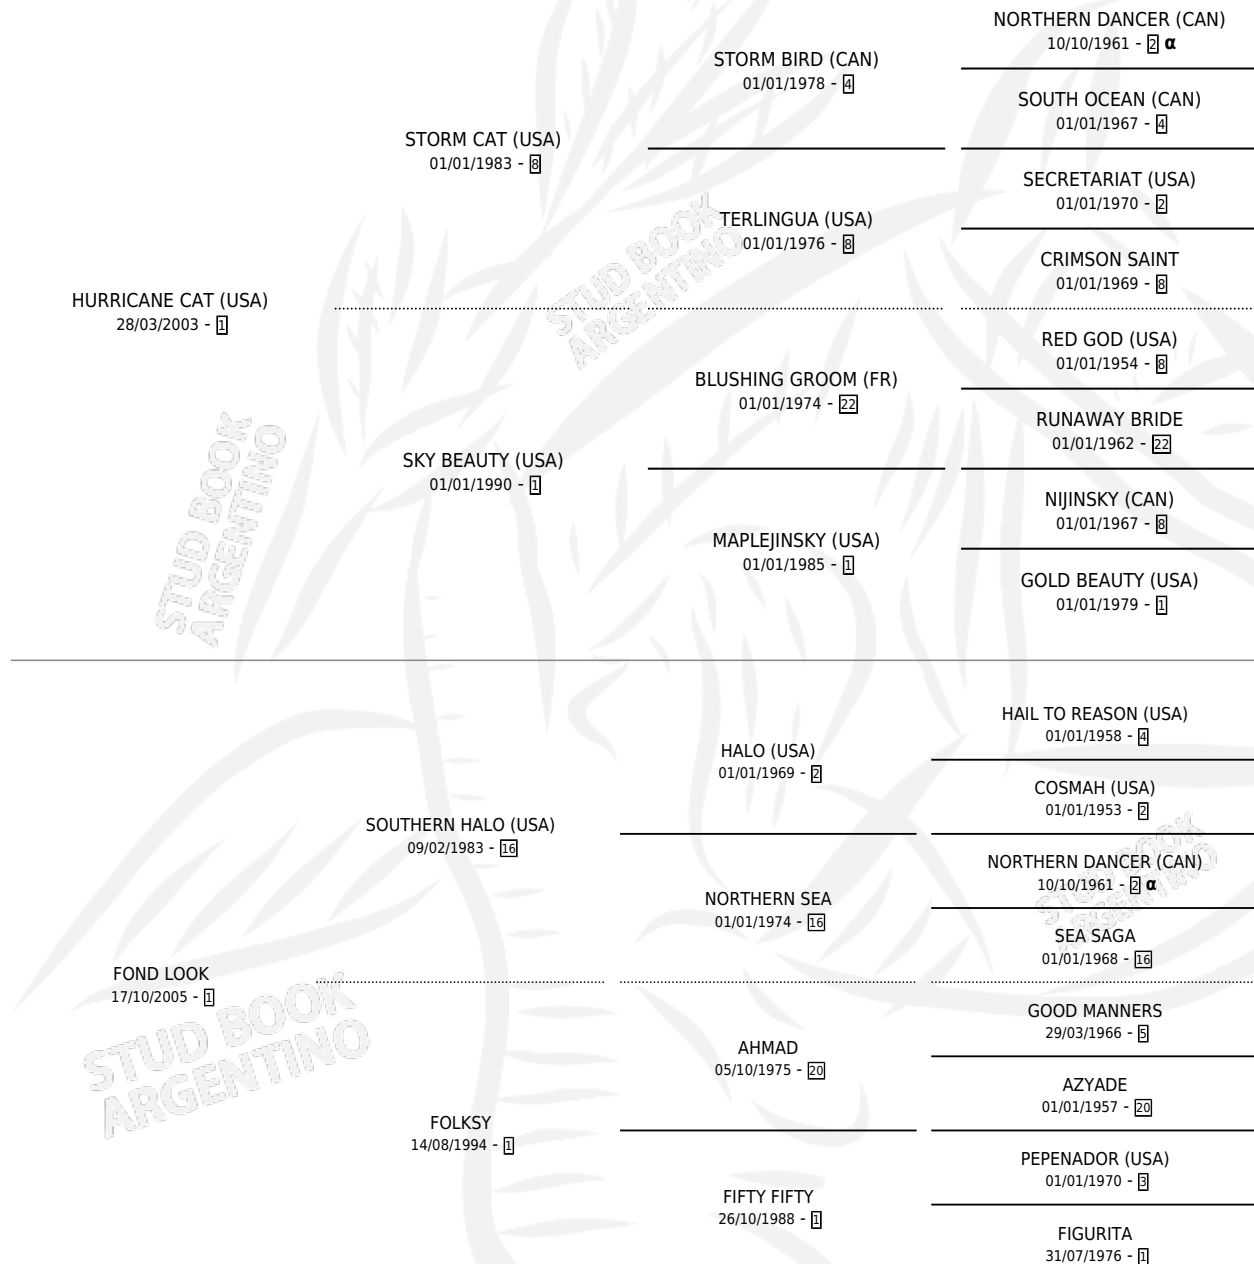 NORTHERN DANCER (CAN)
10/10/1961 - 2 α
STORM BIRD (CAN)
01/01/1978 - 4
SOUTH OCEAN (CAN)
01/01/1967 - 4
STORM CAT (USA)
01/01/1983 - 8
SECRETARIAT (USA)
01/01/1970 - 2
TERLINGUA (USA)
01/01/1976 - 8
CRIMSON SAINT
01/01/1969 - 8
HURRICANE CAT (USA)
28/03/2003 - 1
RED GOD (USA)
01/01/1954 - 8
BLUSHING GROOM (FR)
01/01/1974 - 22
RUNAWAY BRIDE
01/01/1962 - 22
SKY BEAUTY (USA)
01/01/1990 - 1
NIJINSKY (CAN)
01/01/1967 - 8
MAPLEJINSKY (USA)
01/01/1985 - 1
GOLD BEAUTY (USA)
01/01/1979 - 1
HAIL TO REASON (USA)
01/01/1958 - 4
HALO (USA)
01/01/1969 - 2
COSMAH (USA)
01/01/1953 - 2
SOUTHERN HALO (USA)
09/02/1983 - 16
NORTHERN DANCER (CAN)
10/10/1961 - 2 α
NORTHERN SEA
01/01/1974 - 16
SEA SAGA
01/01/1968 - 16
FOND LOOK
17/10/2005 - 1
GOOD MANNERS
29/03/1966 - 5
AHMAD
05/10/1975 - 20
AZYADE
01/01/1957 - 20
FOLKSY
14/08/1994 - 1
PEPENADOR (USA)
01/01/1970 - 3
FIFTY FIFTY
26/10/1988 - 1
FIGURITA
31/07/1976 - 1
STUD BOOK
ARGENTINO
STUD BOOK
ARGENTINO
STUD BOOK
ARGENTINO
STUD BOOK
ARGENTINO